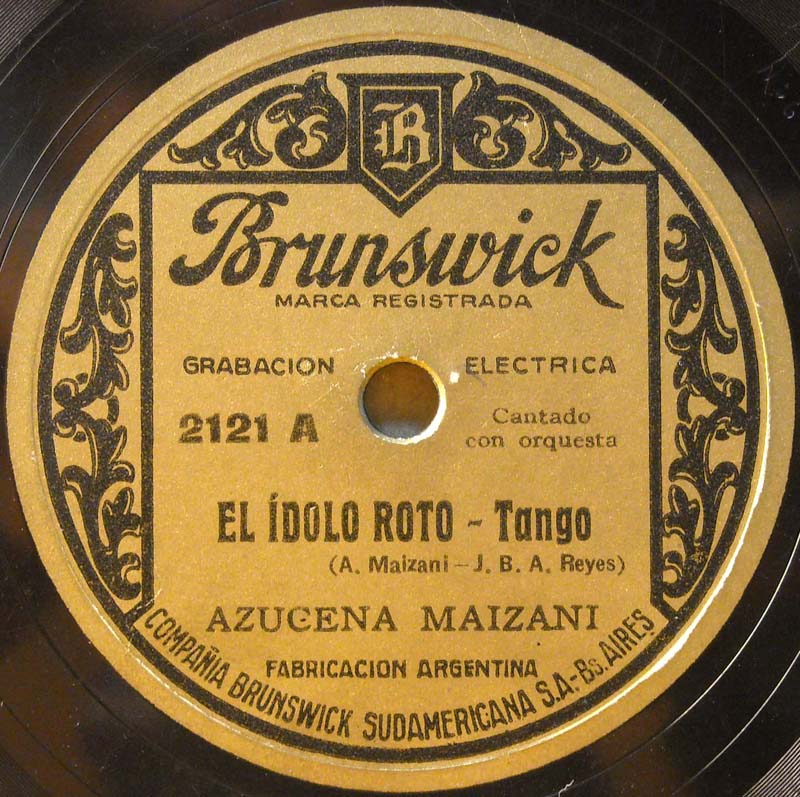 B
Brunswick
MARCA REGISTRADA
GRABACION ELECTRICA
2121 A
Cantado
con orquesta
EL ÍDOLO ROTO - Tango
(A. Maizani - J. B. A. Reyes)
AZUCENA MAIZANI
FABRICACION ARGENTINA
COMPAÑIA BRUNSWICK SUDAMERICANA S.A.-Bs. AIRES